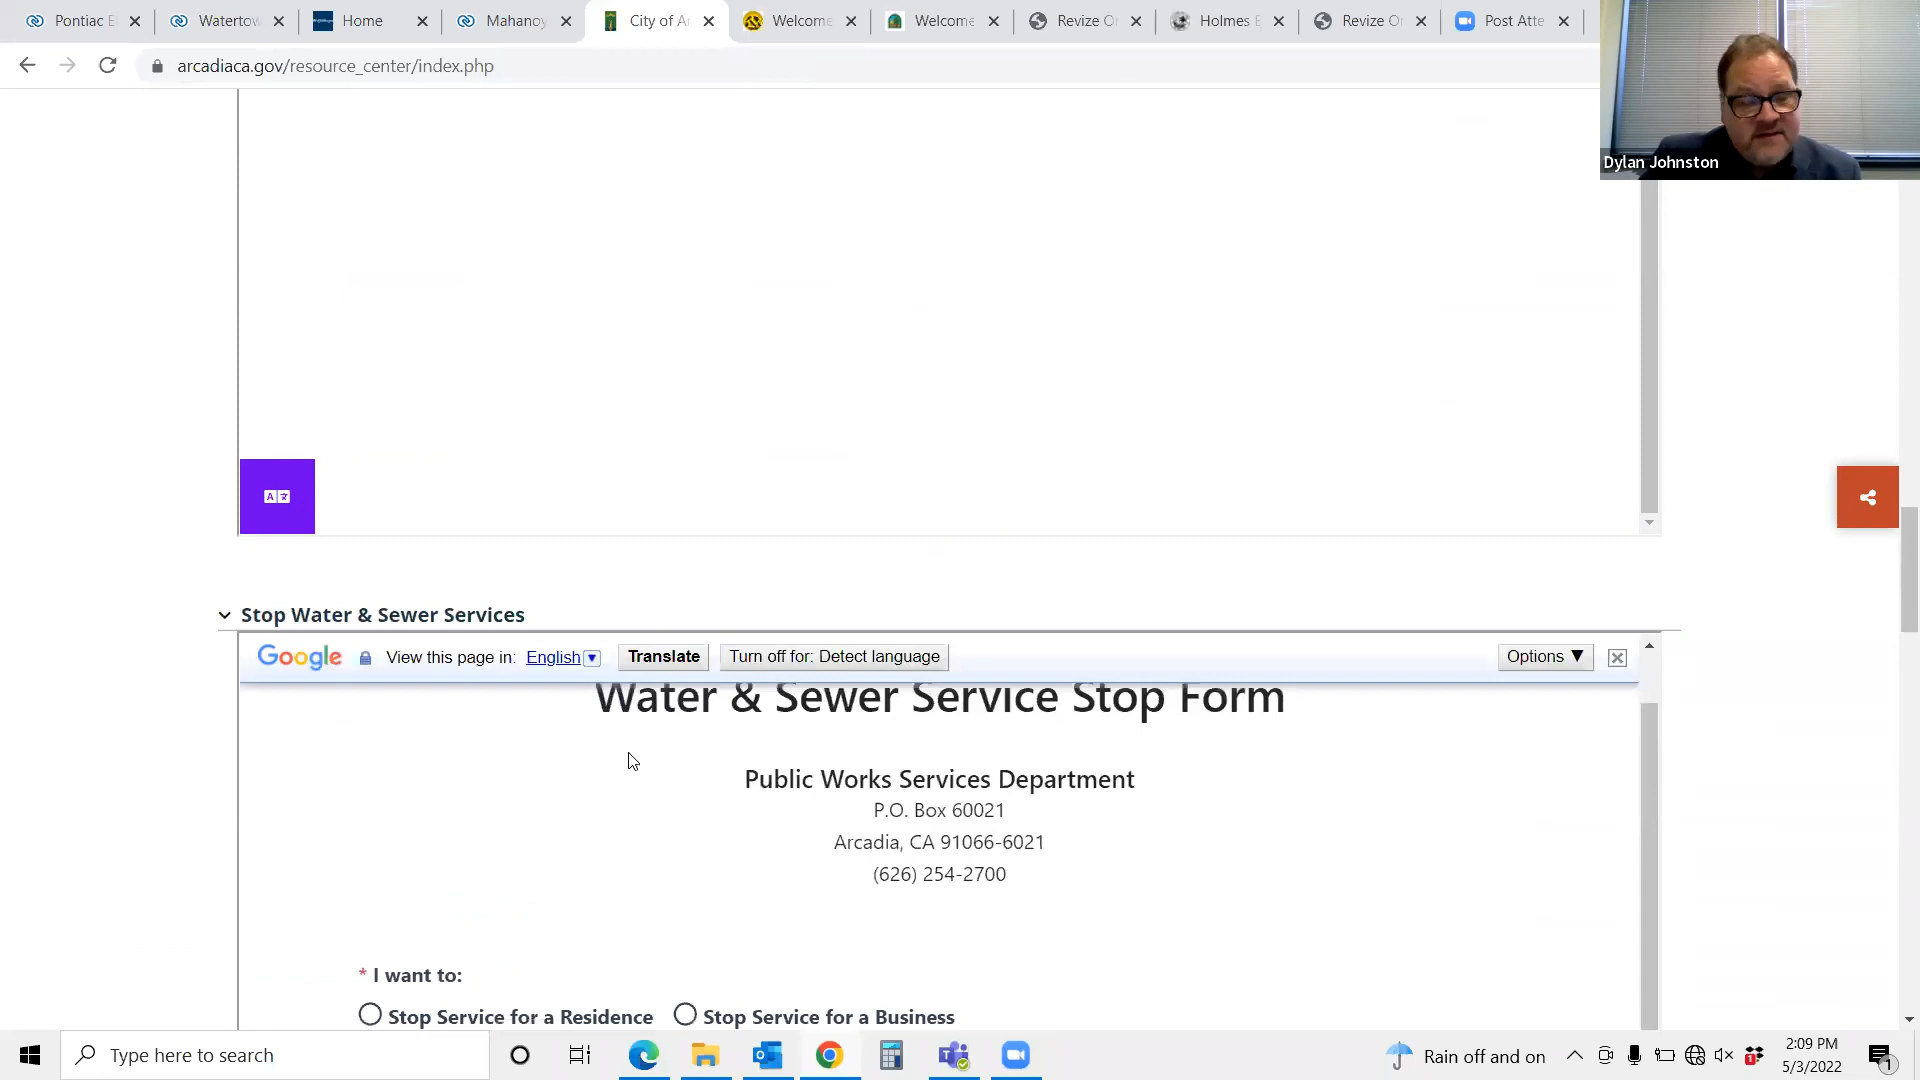 Pontiac E
Watertow
Home
Mahanoy
City of A
Welcome
Welcome
Revize O
Holmes B
Revize O
Post Atte
arcadiaca.gov/resource_center/index.php
Dylan Johnston
A
Stop Water & Sewer Services
Google View this page in: English Translate Turn off for: Detect language Options ▼
Water & Sewer Service Stop Form
Public Works Services Department
P.O. Box 60021
Arcadia, CA 91066-6021
(626) 254-2700
* I want to:
Stop Service for a Residence Stop Service for a Business
Type here to search
Rain off and on
2:09 PM
5/3/2022
1